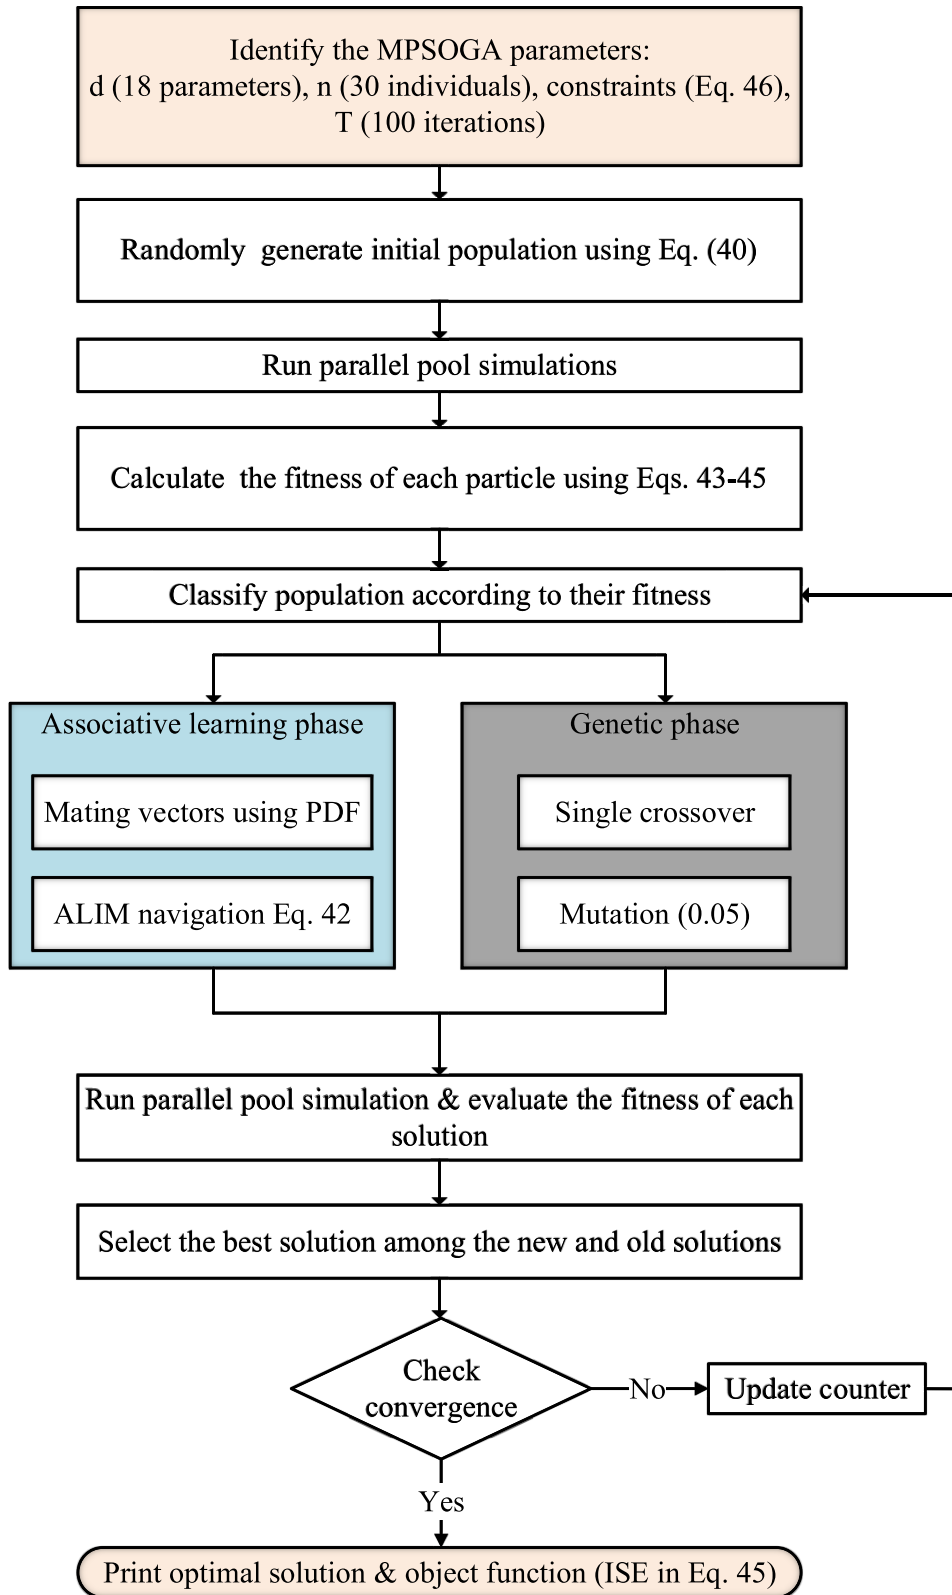 Identify the MPSOGA parameters:
d (18 parameters), n (30 individuals), constraints (Eq. 46),
T (100 iterations)
Randomly generate initial population using Eq. (40)
Run parallel pool simulations
Calculate the fitness of each particle using Eqs. 43-45
Classify population according to their fitness
Associative learning phase
Mating vectors using PDF
ALIM navigation Eq. 42
Genetic phase
Single crossover
Mutation (0.05)
Run parallel pool simulation & evaluate the fitness of each
solution
Select the best solution among the new and old solutions
Check
convergence
No
Update counter
Yes
Print optimal solution & object function (ISE in Eq. 45)